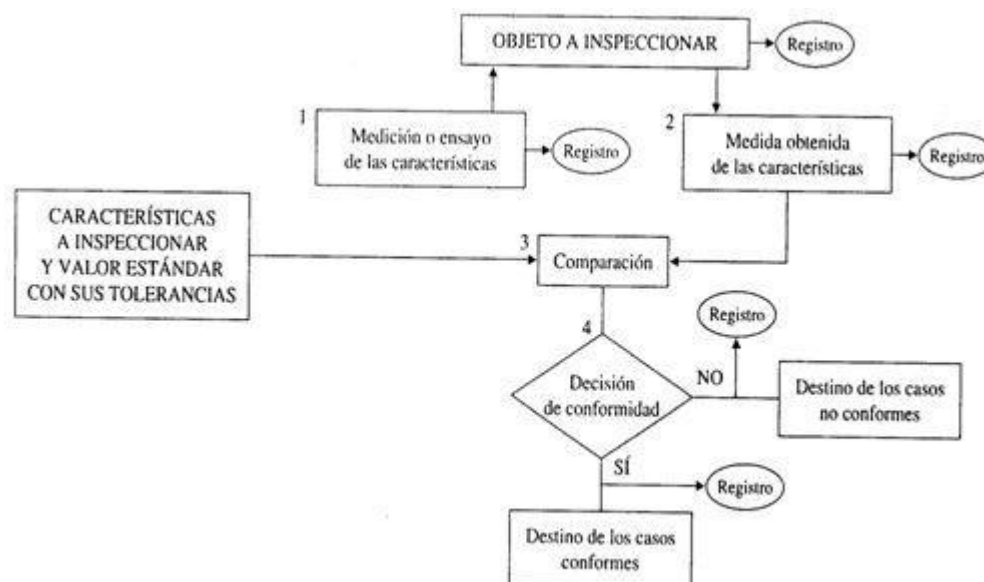 OBJETO A INSPECCIONAR
Registro
1
Medición o ensayo
de las características
Registro
2
Medida obtenida
de las características
Registro
CARACTERÍSTICAS
A INSPECCIONAR
Y VALOR ESTÁNDAR
CON SUS TOLERANCIAS
3
Comparación
4
Decisión
de conformidad
NO
Registro
Destino de los casos
no conformes
SÍ
Registro
Destino de los casos
conformes